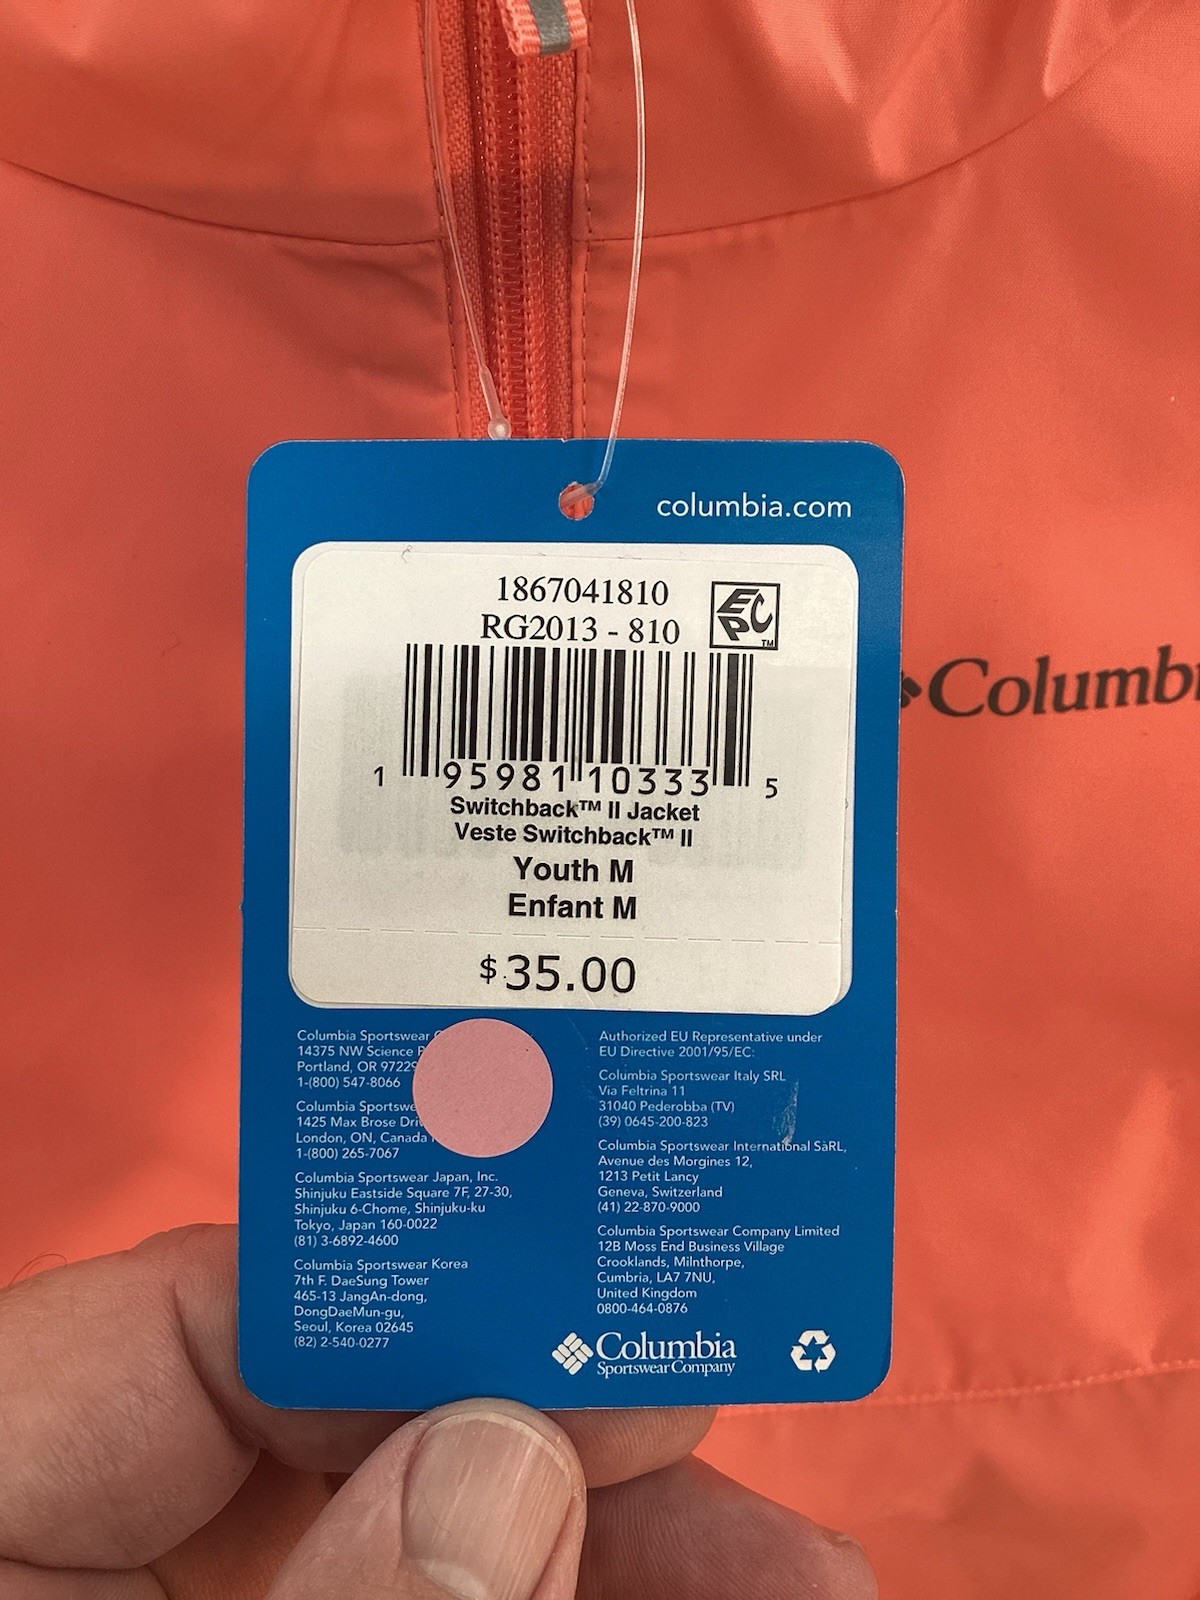 columbia.com
1867041810
RG2013 - 810
EPC™
1 95981 10333 5
Switchback™ II Jacket
Veste Switchback™ II
Youth M
Enfant M
$35.00
Columbia Sportswear
14375 NW Science
Portland, OR 97229
1-(800) 547-8066
Columbia
1425 Max Brose
London, ON, Canada
1-(800) 265-7067
Columbia Sportswear Japan, Inc.
Shinjuku Eastside Square 7F, 27-30,
Shinjuku 6-Chome, Shinjuku-ku
Tokyo, Japan 160-0022
(81) 3-6892-4600
Columbia Sportswear Korea
7th F. DaeSung Tower
465-13 JangAn-dong,
DongDaeMun-gu,
Seoul, Korea 02645
(82) 2-540-0277
Authorized EU Representative under
EU Directive 2001/95/EC:
Columbia Sportswear Italy SRL
Via Feltrina 11
31040 Pederobba (TV)
(39) 0645-200-823
Columbia Sportswear International SàRL,
Avenue des Morgines 12,
1213 Petit Lancy
Geneva, Switzerland
(41) 22-870-9000
Columbia Sportswear Company Limited
12B Moss End Business Village
Crooklands, Milnthorpe,
Cumbria, LA7 7NU,
United Kingdom
0800-464-0876
Columbia
Sportswear Company
Columb